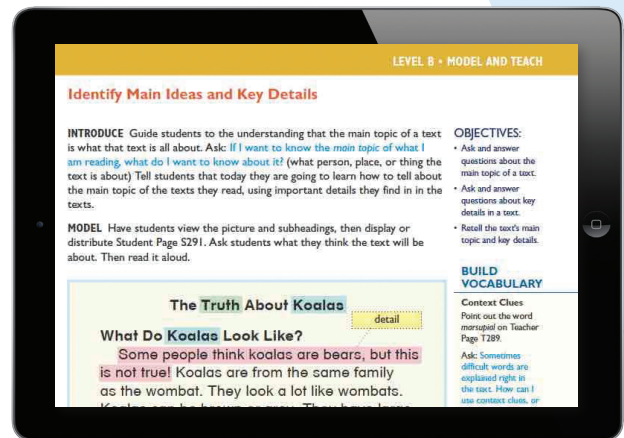 LEVEL B • MODEL AND TEACH
Identify Main Ideas and Key Details
INTRODUCE Guide students to the understanding that the main topic of a text
is what that text is all about. Ask: If I want to know the main topic of what I
am reading, what do I want to know about it? (what person, place, or thing the
text is about) Tell students that today they are going to learn how to tell about
the main topic of the texts they read, using important details they find in in the
texts.
MODEL Have students view the picture and subheadings, then display or
distribute Student Page S291. Ask students what they think the text will be
about. Then read it aloud.
The Truth About Koalas
detail
What Do Koalas Look Like?
Some people think koalas are bears, but this
is not true! Koalas are from the same family
as the wombat. They look a lot like wombats.
Koalas can be brown or gray. They have large
OBJECTIVES:
• Ask and answer
questions about the
main topic of a text.
• Ask and answer
questions about key
details in a text.
• Retell the text's main
topic and key details.
BUILD
VOCABULARY
Context Clues
Point out the word
marsupial on Teacher
Page T289.
Ask: Sometimes
difficult words are
explained right in
the text. How can I
use context clues, or